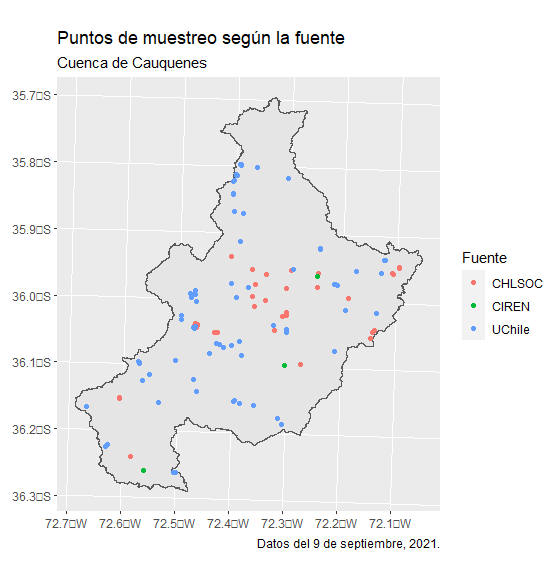 Puntos de muestreo según la fuente
Cuenca de Cauquenes
35.7▯S
35.8▯S
35.9▯S
36.0▯S
36.1▯S
36.2▯S
36.3▯S
72.7▯W
72.6▯W
72.5▯W
72.4▯W
72.3▯W
72.2▯W
72.1▯W
Fuente
CHLSOC
CIREN
UChile
Datos del 9 de septiembre, 2021.